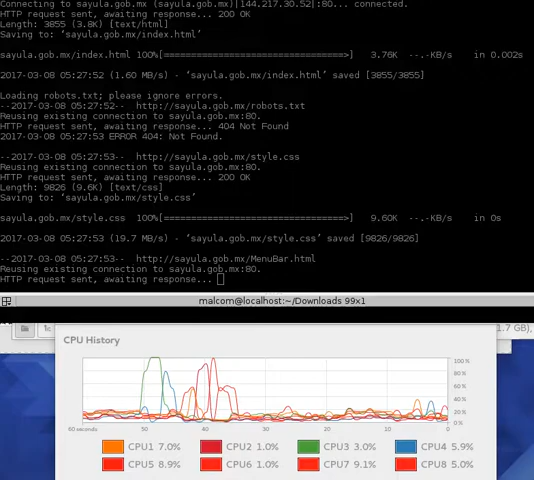 Connecting to sayula.gob.mx (sayula.gob.mx)|144.217.30.52|:80... connected.
HTTP request sent, awaiting response... 200 OK
Length: 3855 (3.8K) [text/html]
Saving to: ‘sayula.gob.mx/index.html’
sayula.gob.mx/index.html 100%[==================================>] 3.76K --.-KB/s in 0.002s
2017-03-08 05:27:52 (1.60 MB/s) - ‘sayula.gob.mx/index.html’ saved [3855/3855]
Loading robots.txt; please ignore errors.
--2017-03-08 05:27:52-- http://sayula.gob.mx/robots.txt
Reusing existing connection to sayula.gob.mx:80.
HTTP request sent, awaiting response... 404 Not Found
2017-03-08 05:27:53 ERROR 404: Not Found.
--2017-03-08 05:27:53-- http://sayula.gob.mx/style.css
Reusing existing connection to sayula.gob.mx:80.
HTTP request sent, awaiting response... 200 OK
Length: 9826 (9.6K) [text/css]
Saving to: ‘sayula.gob.mx/style.css’
sayula.gob.mx/style.css 100%[==================================>] 9.60K --.-KB/s in 0s
2017-03-08 05:27:53 (19.7 MB/s) - ‘sayula.gob.mx/style.css’ saved [9826/9826]
--2017-03-08 05:27:53-- http://sayula.gob.mx/MenuBar.html
Reusing existing connection to sayula.gob.mx:80.
HTTP request sent, awaiting response...
malcom@localhost:~/Downloads 99x1
1.7 GB),
CPU History
100 %
80 %
60 %
40 %
20 %
0 %
60 seconds 50 40 30 20 10 0
CPU1 7.0% CPU2 1.0% CPU3 3.0% CPU4 5.9%
CPU5 8.9% CPU6 1.0% CPU7 9.1% CPU8 5.0%